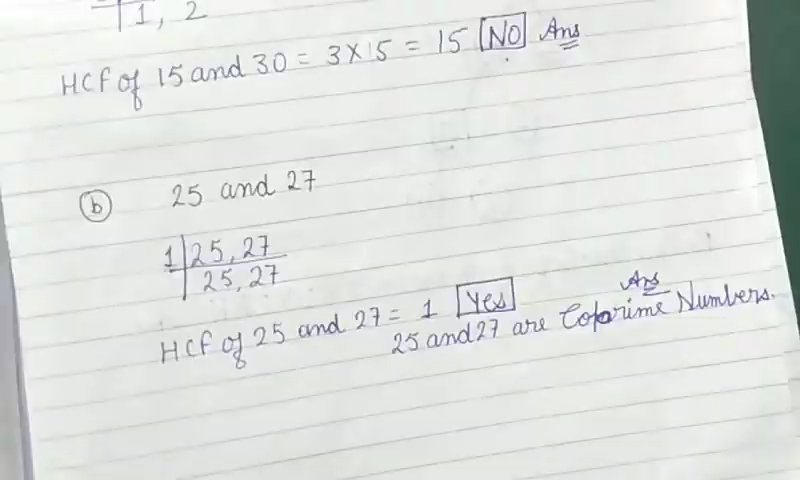 1, 2
HCF of 15 and 30 = 3×5 = 15 NO Ans
b 25 and 27
1 25, 27
25, 27
HCF of 25 and 27 = 1 Yes Ans
25 and 27 are Coprime Numbers.